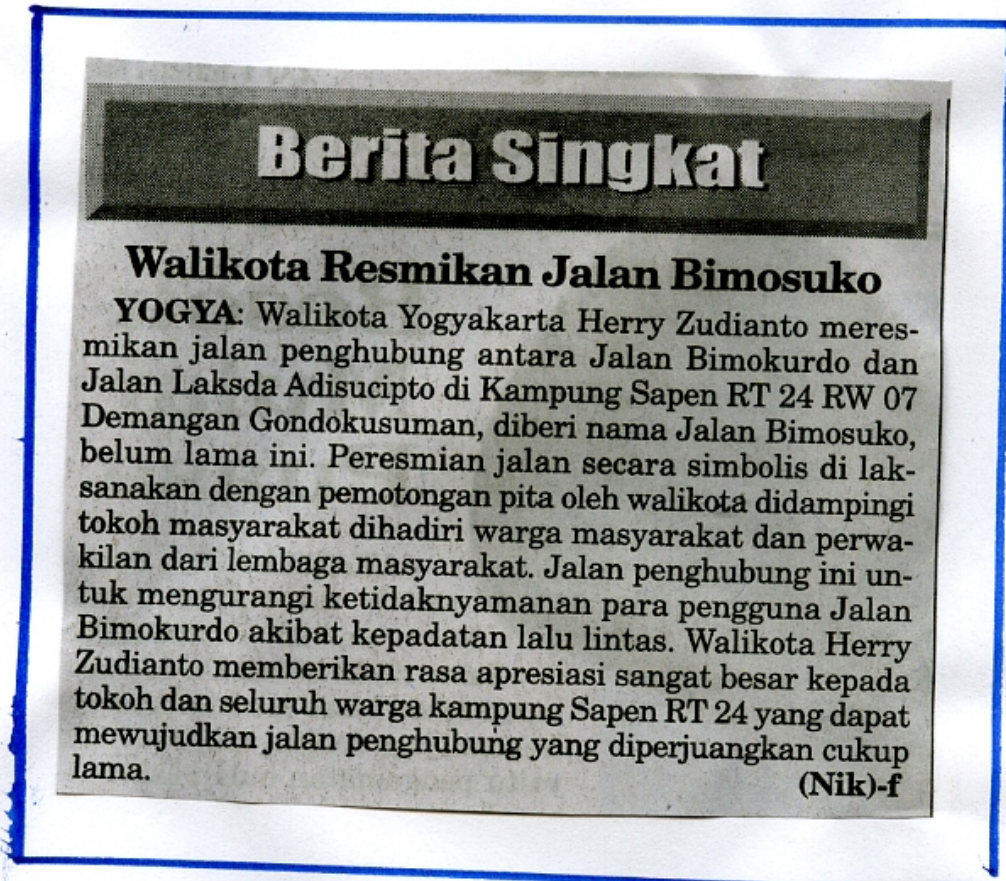 Berita Singkat
Walikota Resmikan Jalan Bimosuko
YOGYA: Walikota Yogyakarta Herry Zudianto meres-
mikan jalan penghubung antara Jalan Bimokurdo dan
Jalan Laksda Adisucipto di Kampung Sapen RT 24 RW 07
Demangan Gondokusuman, diberi nama Jalan Bimosuko,
belum lama ini. Peresmian jalan secara simbolis di lak-
sanakan dengan pemotongan pita oleh walikota didampingi
tokoh masyarakat dihadiri warga masyarakat dan perwa-
kilan dari lembaga masyarakat. Jalan penghubung ini un-
tuk mengurangi ketidaknyamanan para pengguna Jalan
Bimokurdo akibat kepadatan lalu lintas. Walikota Herry
Zudianto memberikan rasa apresiasi sangat besar kepada
tokoh dan seluruh warga kampung Sapen RT 24 yang dapat
mewujudkan jalan penghubung yang diperjuangkan cukup
lama. (Nik)-f